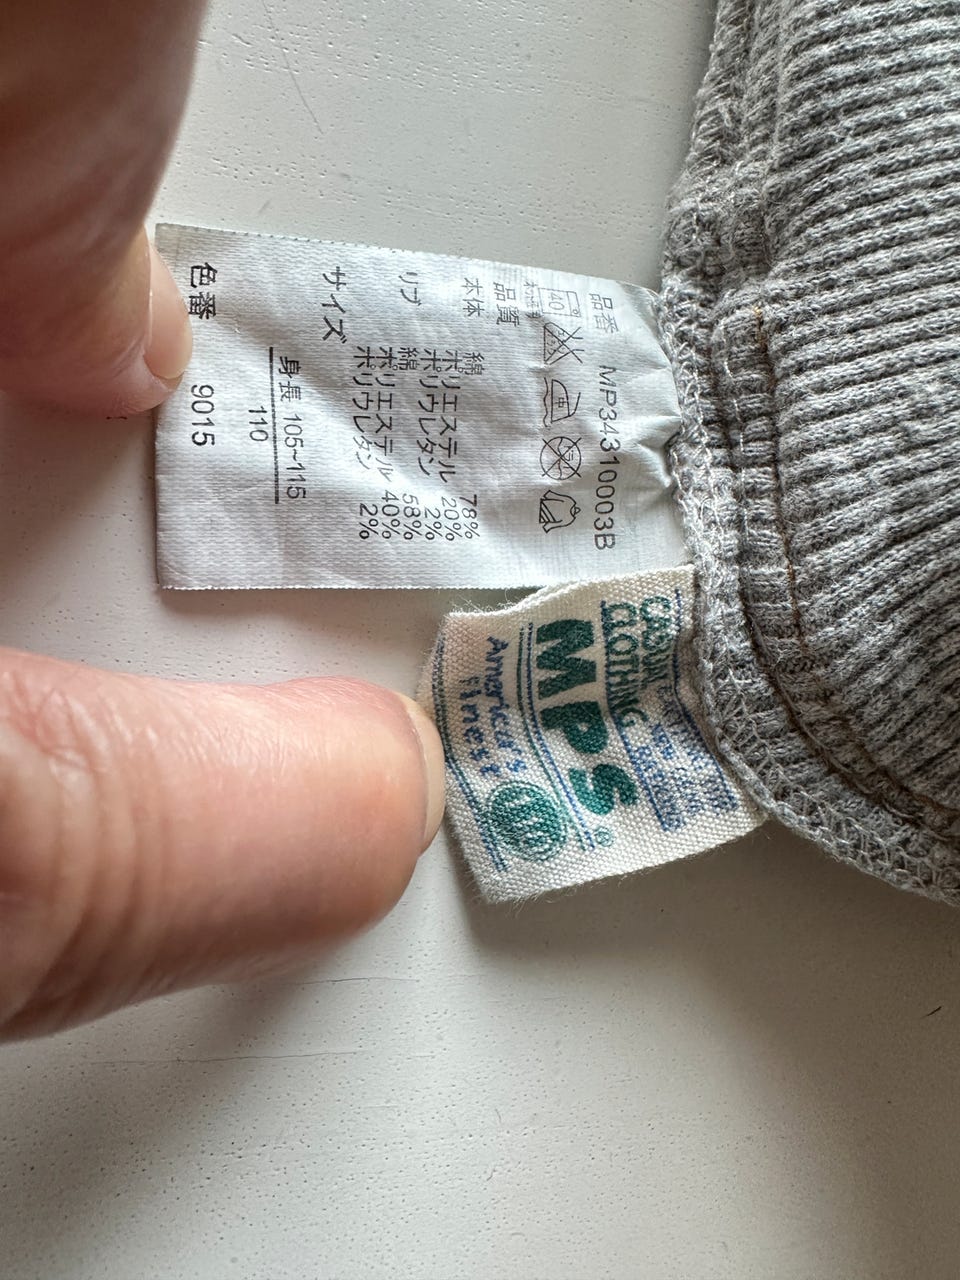 品番 MP34310003B
40
品質
本体 綿 78%
ポリエステル 20%
ポリウレタン 2%
リブ 綿 58%
ポリエステル 40%
ポリウレタン 2%
サイズ
身長 105~115
110
色番 9015
CLOTHING
MPS®
America's
finest